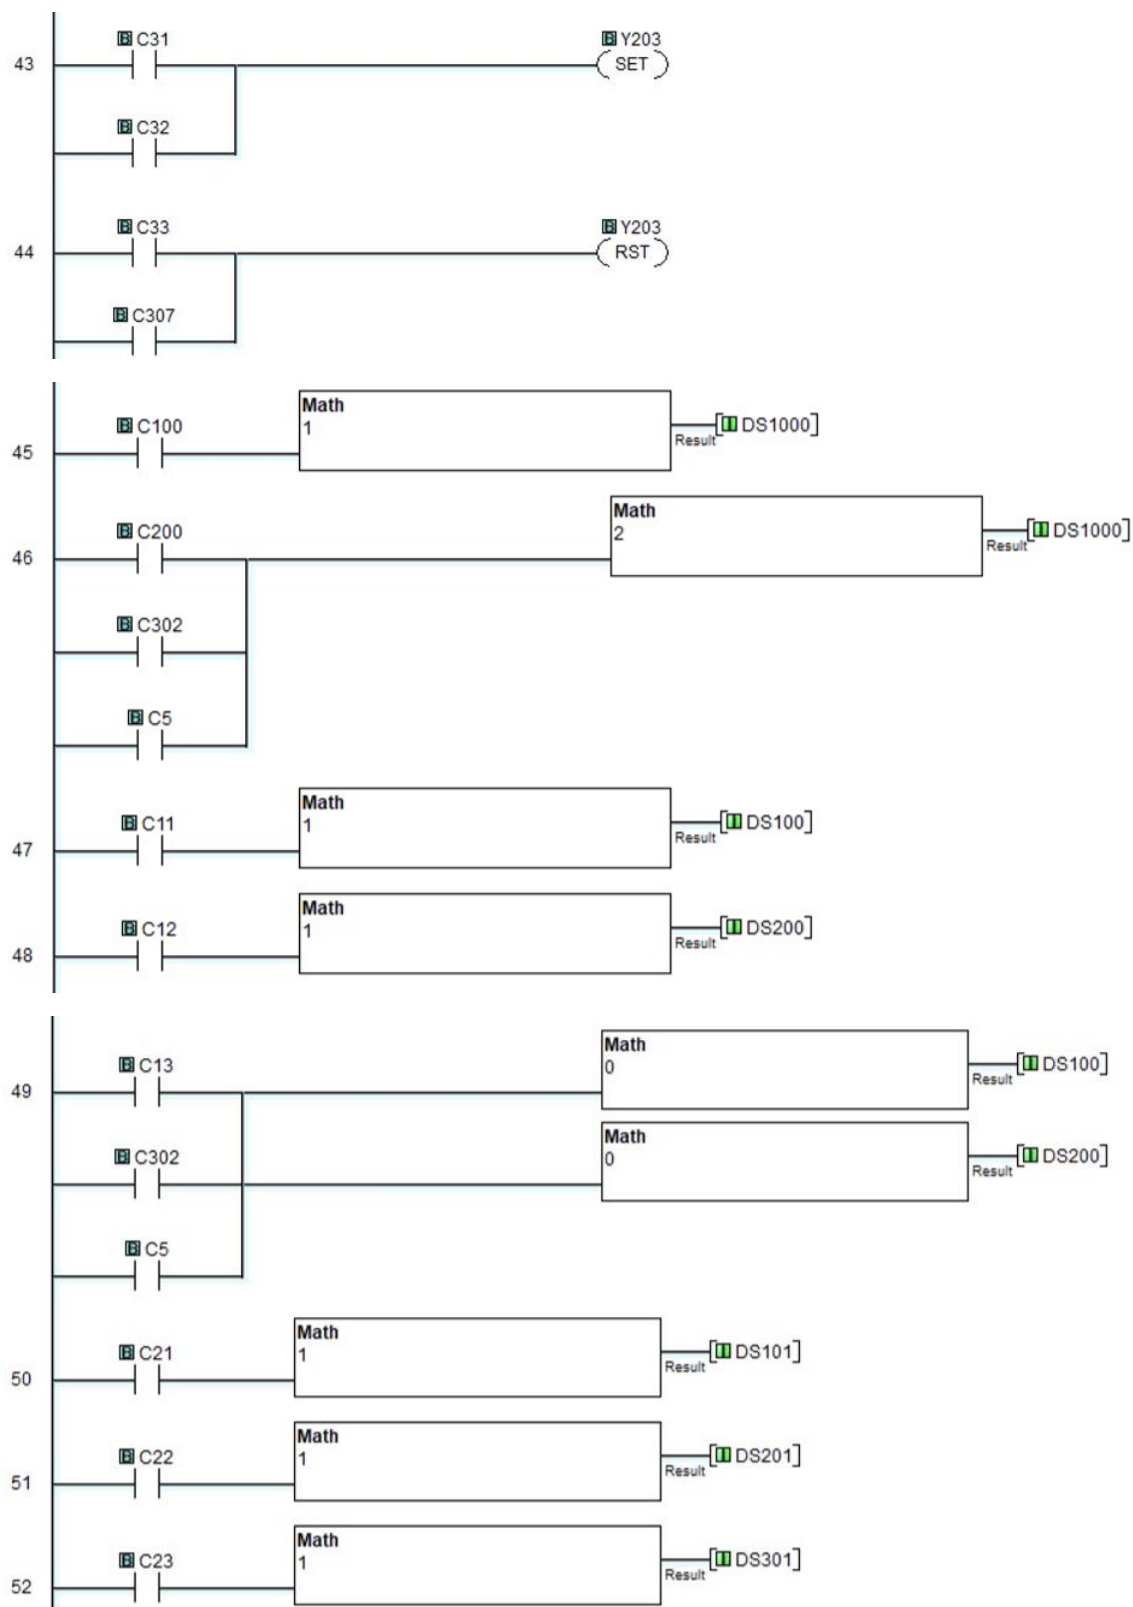 B C31
B Y203
43
SET
B C32
B C33
B Y203
44
RST
B C307
Math
B C100
1
I DS1000
Result
45
Math
B C200
2
I DS1000
Result
46
B C302
B C5
Math
B C11
1
I DS100
Result
47
Math
B C12
1
I DS200
Result
48
Math
B C13
0
I DS100
Result
49
Math
B C302
0
I DS200
Result
B C5
Math
B C21
1
I DS101
Result
50
Math
B C22
1
I DS201
Result
51
Math
B C23
1
I DS301
Result
52